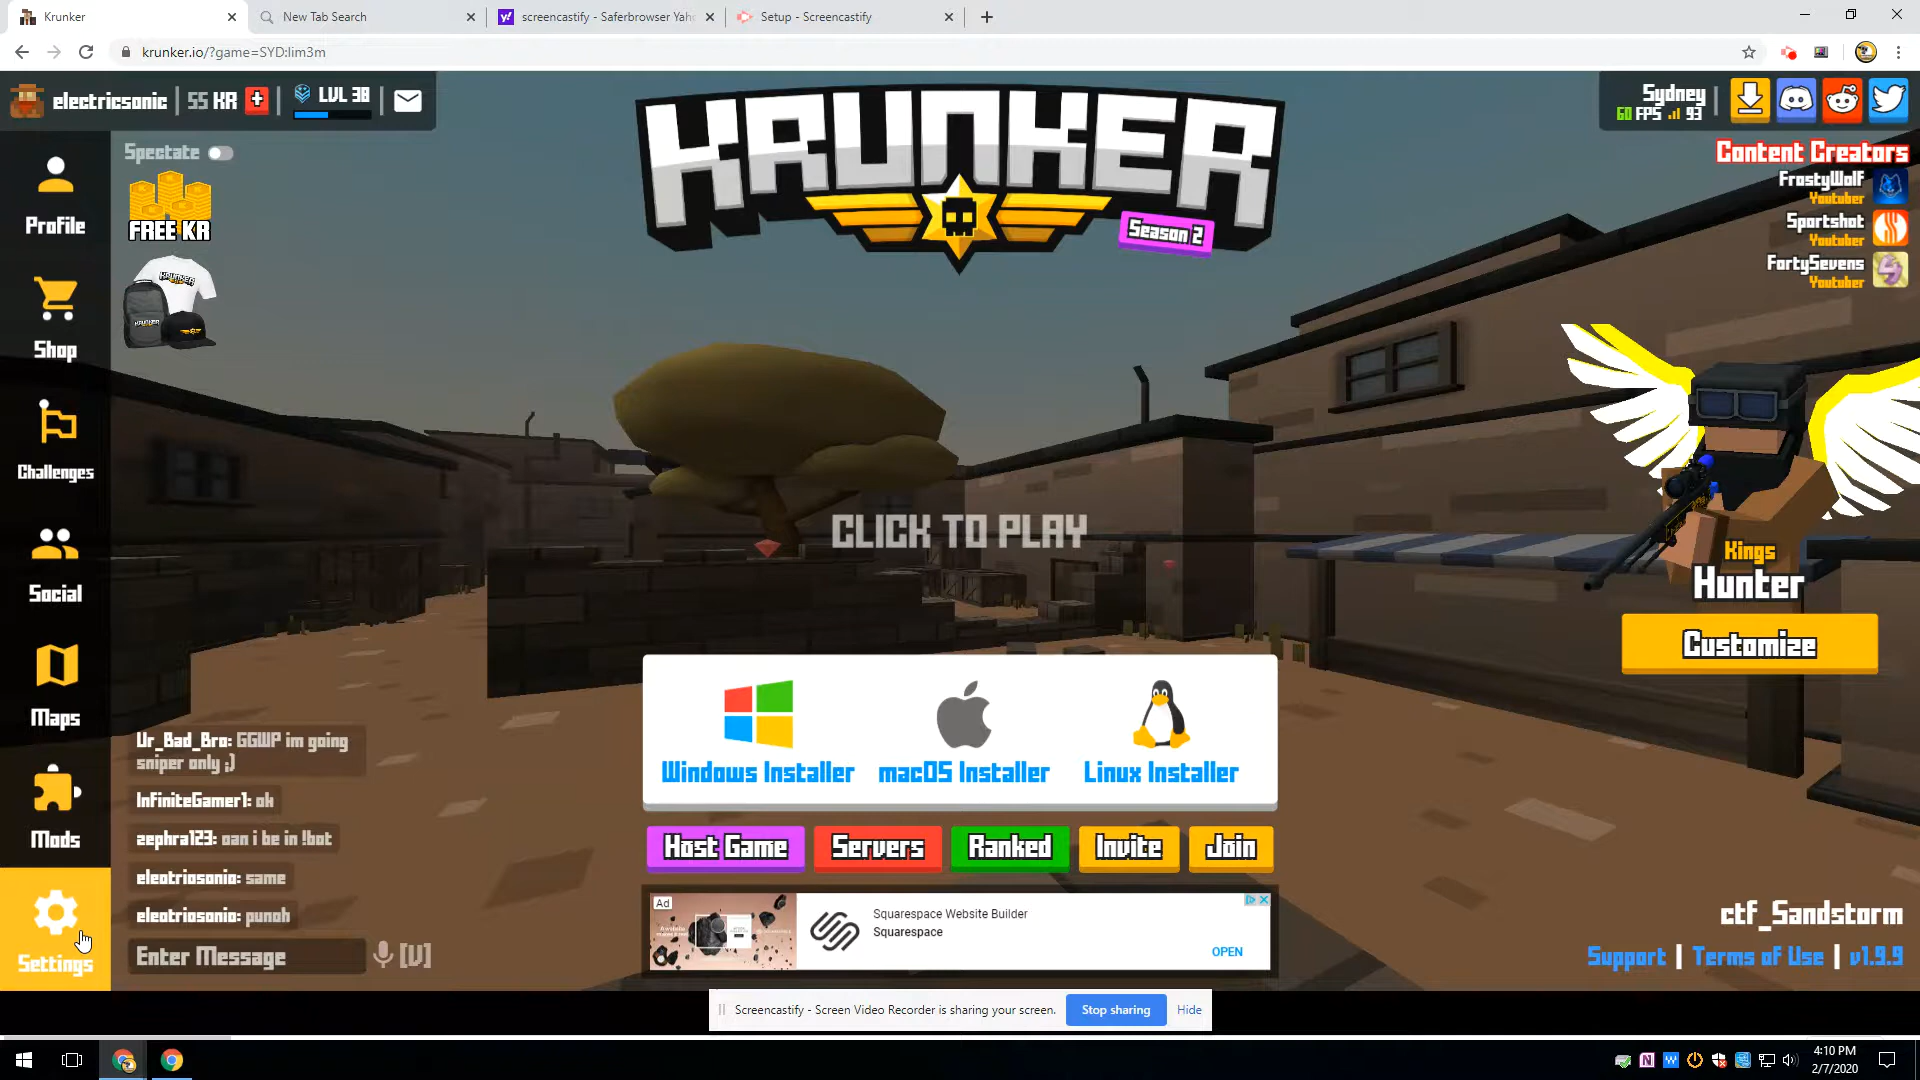 Krunker
New Tab Search
screencastify - Saferbrowser Yah
Setup - Screencastify
krunker.io/?game=SYD:lim3m
electricsonic
55 KR
LVL 38
KRUNKER
Season 2
Sydney
60 FPS 93
Spectate
FREE KR
KRUNKER
KRUNKER
Content Creators
FrostyWolf
Youtuber
Sportshot
Youtuber
FortySevens
Youtuber
Profile
Shop
Challenges
Social
Maps
Mods
Settings
CLICK TO PLAY
Kings
Hunter
Customize
Windows Installer
macOS Installer
Linux Installer
Ur_Bad_Bro: GGWP im going
sniper only ;)
InfiniteGamer1: ok
zephra123: can i be in !bot
electricsonic: same
electricsonic: punch
Enter Message
[V]
Host Game
Servers
Ranked
Invite
Join
Ad
Squarespace Website Builder
Squarespace
OPEN
ctf_Sandstorm
Support | Terms of Use | v1.9.9
Screencastify - Screen Video Recorder is sharing your screen.
Stop sharing
Hide
4:10 PM
2/7/2020